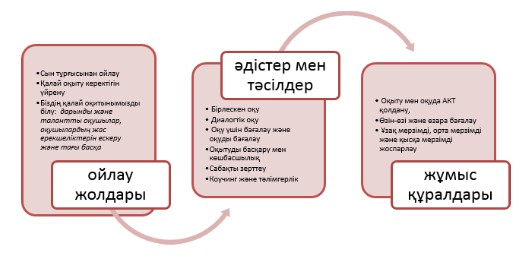 • Сын тұрғысынан ойлау
• Қалай оқыту керектігін
үйрену
• Біздің қалай оқитынымызды
білу: дарынды және
талантты оқушылар,
оқушылардың жас
ерекшеліктерін ескеру
және тағы басқа
ойлау
жолдары
әдістер мен
тәсілдер
• Бірлескен оқу
• Диалогтік оқу
• Оқу үшін бағалау және
оқуды бағалау
• Оқытуды басқару мен
көшбасшылық
• Сабақты зерттеу
• Коучинг және тәлімгерлік
• Оқыту мен оқуда АКТ
қолдану,
• Өзін-өзі және өзара бағалау
• Ұзақ мерзімді, орта мерзімді
және қысқа мерзімді
жоспарлау
жұмыс
құралдары